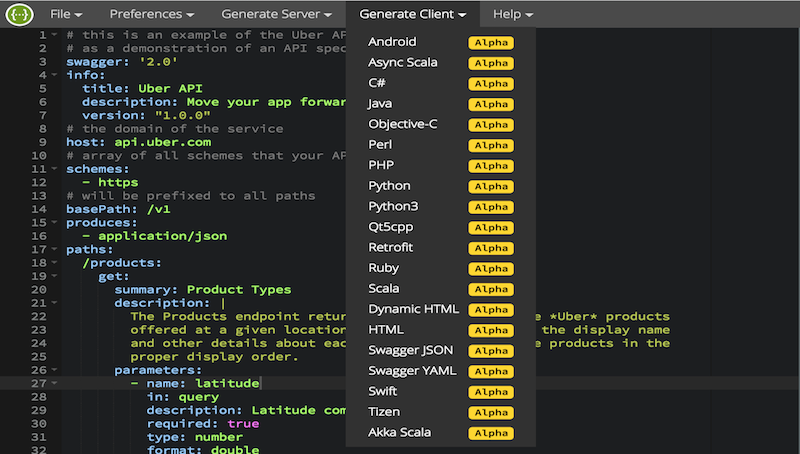 File Preferences Generate Server Generate Client Help
1 # this is an example of the Uber AP
2 # as a demonstration of an API spec
3 swagger: '2.0'
4 info:
5 title: Uber API
6 description: Move your app forwar
7 version: "1.0.0"
8 # the domain of the service
9 host: api.uber.com
10 # array of all schemes that your AP
11 schemes:
12 - https
13 # will be prefixed to all paths
14 basePath: /v1
15 produces:
16 - application/json
17 paths:
18 /products:
19 get:
20 summary: Product Types
21 description: |
22 The Products endpoint retur e *Uber* products
23 offered at a given location the display name
24 and other details about eac e products in the
25 proper display order.
26 parameters:
27 - name: latitude
28 in: query
29 description: Latitude com
30 required: true
31 type: number
32 format: double
Android Alpha
Async Scala Alpha
C# Alpha
Java Alpha
Objective-C Alpha
Perl Alpha
PHP Alpha
Python Alpha
Python3 Alpha
Qt5cpp Alpha
Retrofit Alpha
Ruby Alpha
Scala Alpha
Dynamic HTML Alpha
HTML Alpha
Swagger JSON Alpha
Swagger YAML Alpha
Swift Alpha
Tizen Alpha
Akka Scala Alpha